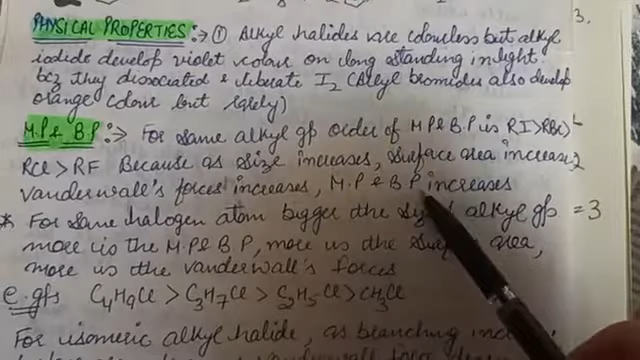 3.
PHYSICAL PROPERTIES :→ ① Alkyl halides are colourless but alkyl
iodide develop violet colour on long standing in light.
bcz they dissociated & liberate I2 (Alkyl bromides also develop
orange colour but lately)
M.P & B.P :→ For same alkyl gp order of M P & B.P is RI > RBr >
RCl > RF Because as size increases, surface area increases
vanderwall's forces increases, M.P & B P increases
* For same halogen atom bigger the alkyl gp = 3
more is the M.P & B P, more is the area,
more is the vanderwall's forces
e.gfs C4H9Cl > C3H7Cl > C2H5Cl > CH3Cl
For isomeric alkyl halide, as branching